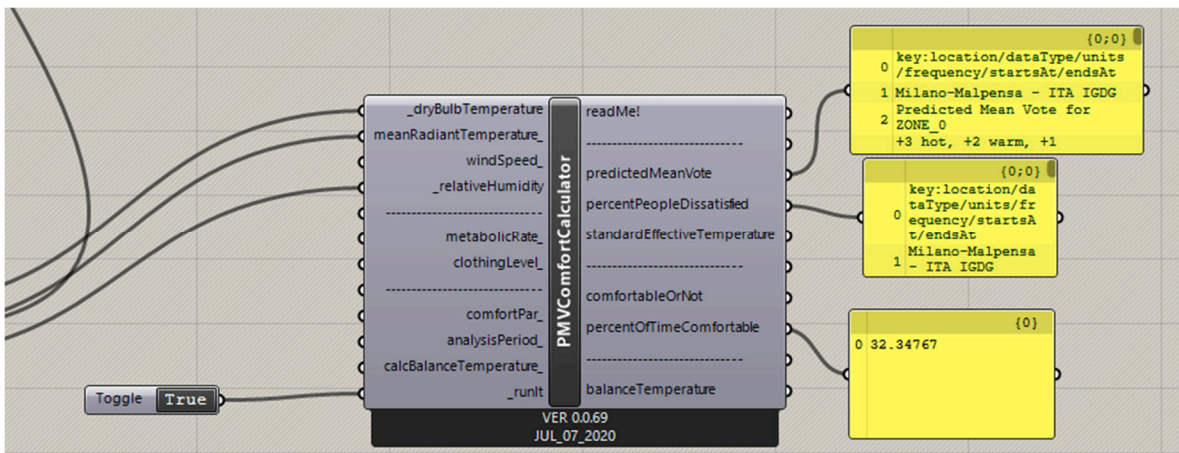 _dryBulbTemperature
meanRadiantTemperature_
windSpeed_
_relativeHumidity
-----------------------------
metabolicRate_
clothingLevel_
-----------------------------
comfortPar_
analysisPeriod_
calcBalanceTemperature_
_runIt
PMVComfortCalculator
readMe!
-----------------------------
predictedMeanVote
percentPeopleDissatisfied
standardEffectiveTemperature
-----------------------------
comfortableOrNot
percentOfTimeComfortable
-----------------------------
balanceTemperature
VER 0.0.69
JUL_07_2020
Toggle True
{0;0}
0 key:location/dataType/units
/frequency/startsAt/endsAt
1 Milano-Malpensa - ITA IGDG
2 Predicted Mean Vote for
ZONE_0
+3 hot, +2 warm, +1
{0;0}
0 key:location/da
taType/units/fr
equency/startsA
t/endsAt
1 Milano-Malpensa
- ITA IGDG
{0}
0 32.34767